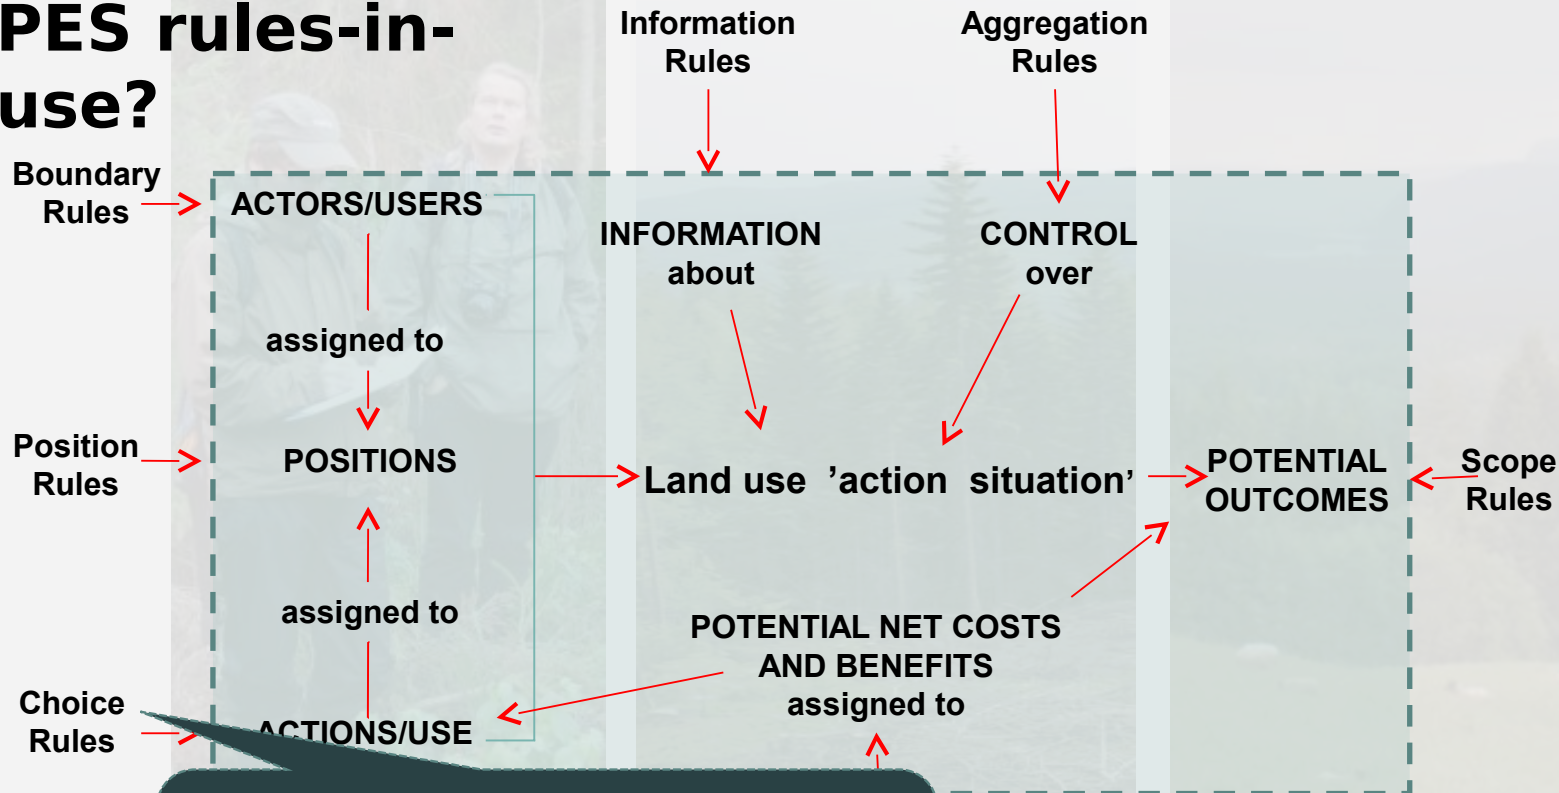 PES rules-in-
use?
Information
Rules
Aggregation
Rules
Boundary
Rules
ACTORS/USERS
INFORMATION
about
CONTROL
over
assigned to
Position
Rules
POSITIONS
Land use ’action situation’
POTENTIAL
OUTCOMES
Scope
Rules
assigned to
POTENTIAL NET COSTS
AND BENEFITS
assigned to
Choice
Rules
ACTIONS/USE